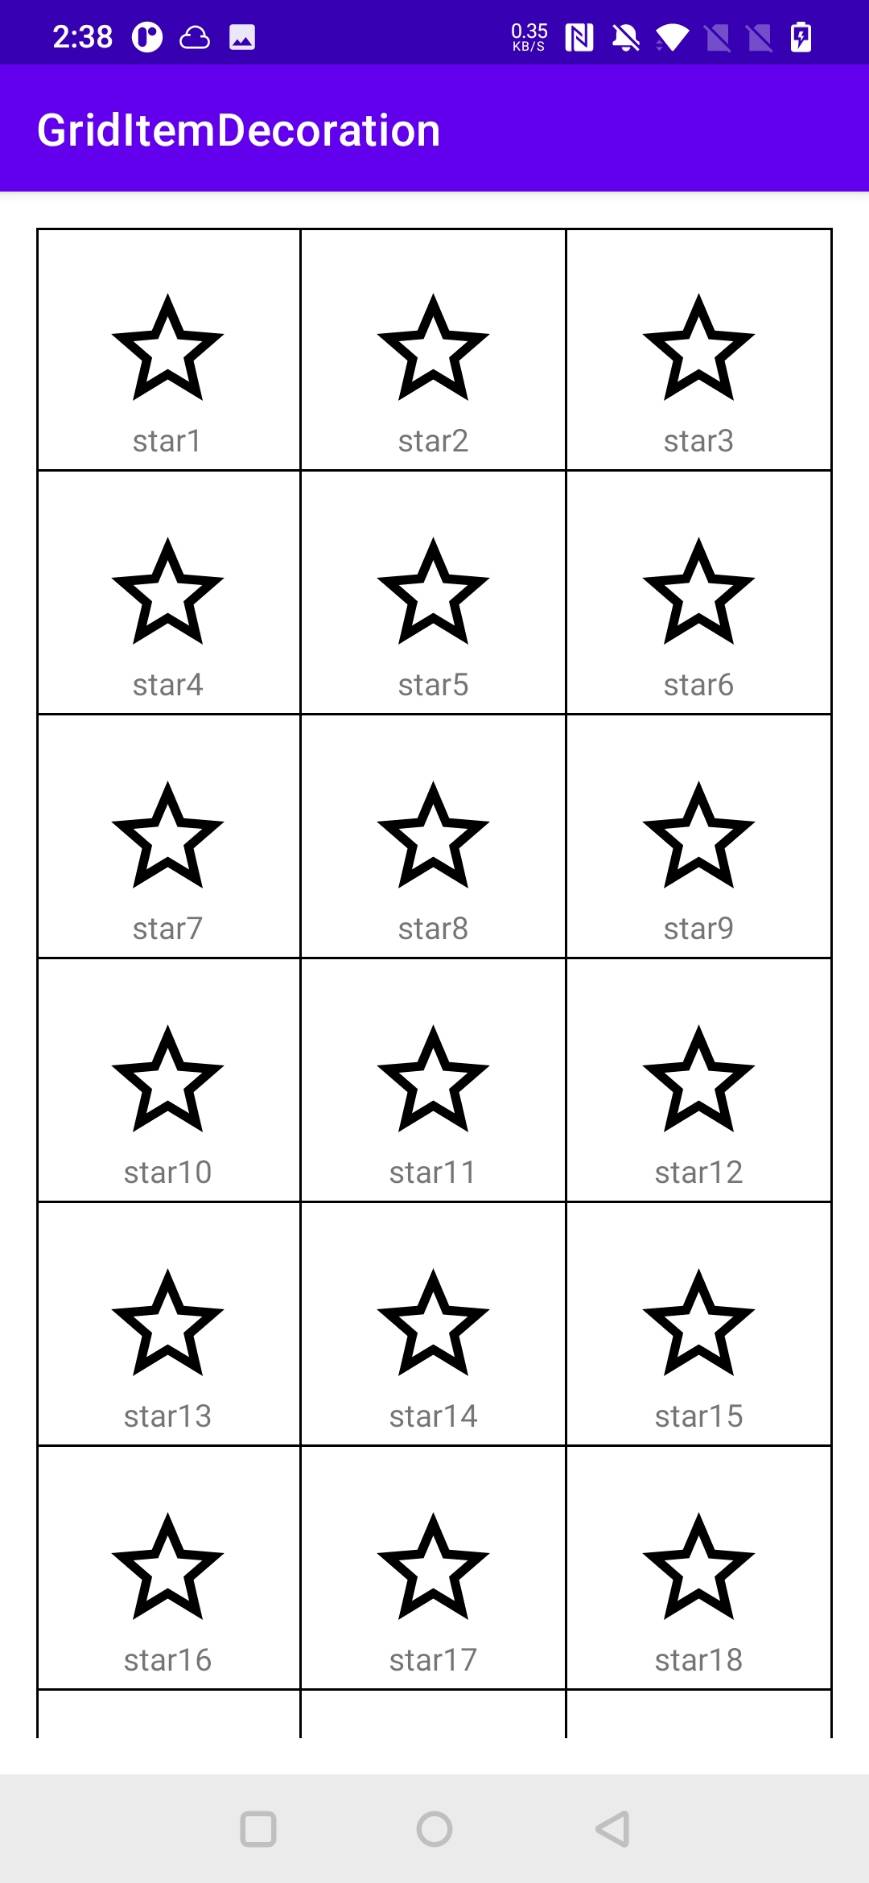 2:38 0.35 KB/S
GridItemDecoration
star1 star2 star3
star4 star5 star6
star7 star8 star9
star10 star11 star12
star13 star14 star15
star16 star17 star18